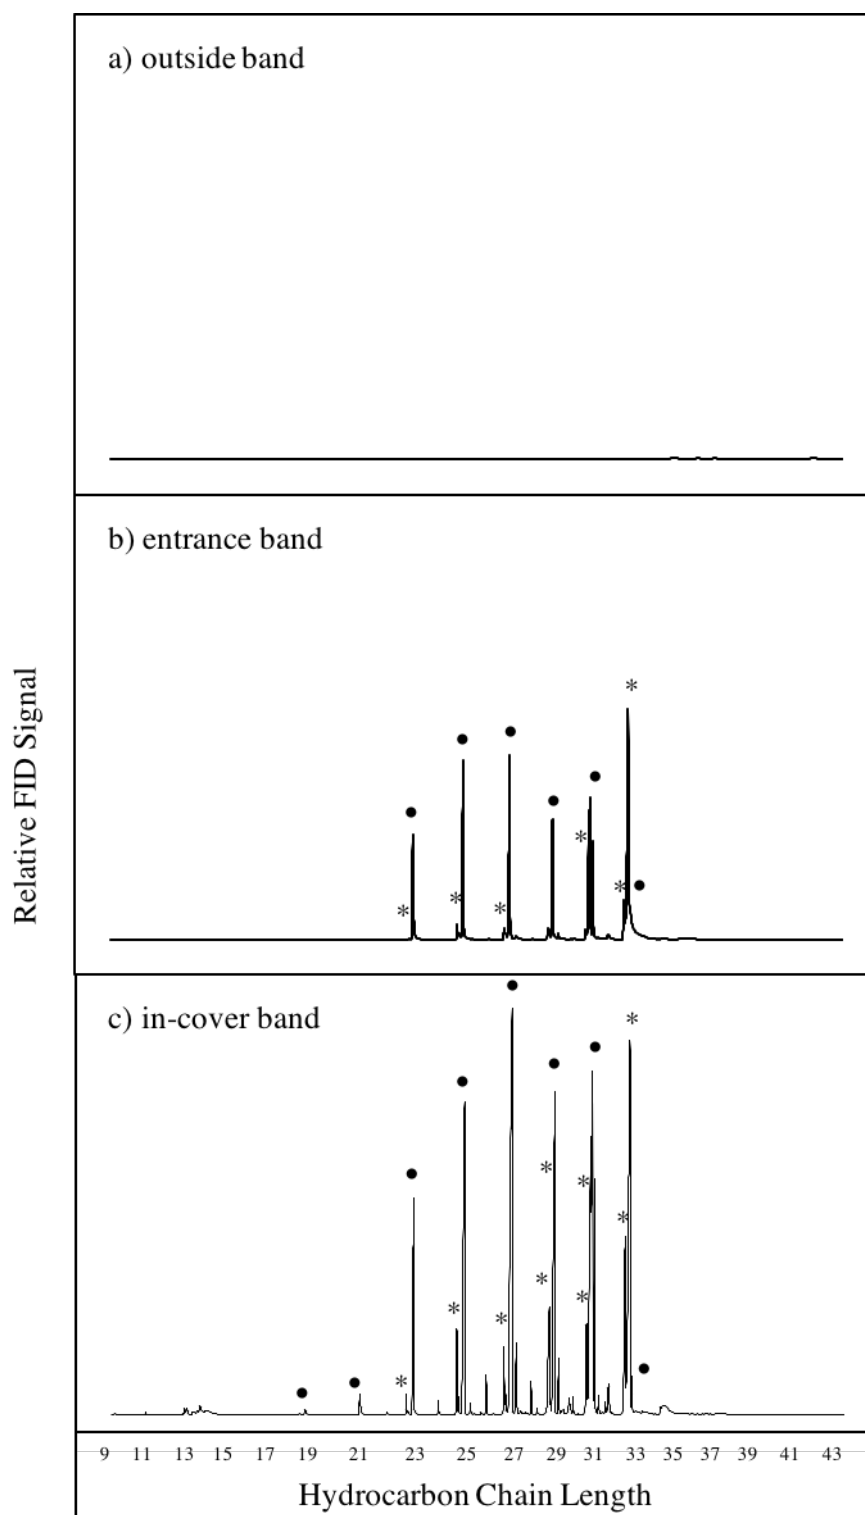 a) outside band
b) entrance band
Relative FID Signal
c) in-cover band
9 11 13 15 17 19 21 23 25 27 29 31 33 35 37 39 41 43
Hydrocarbon Chain Length